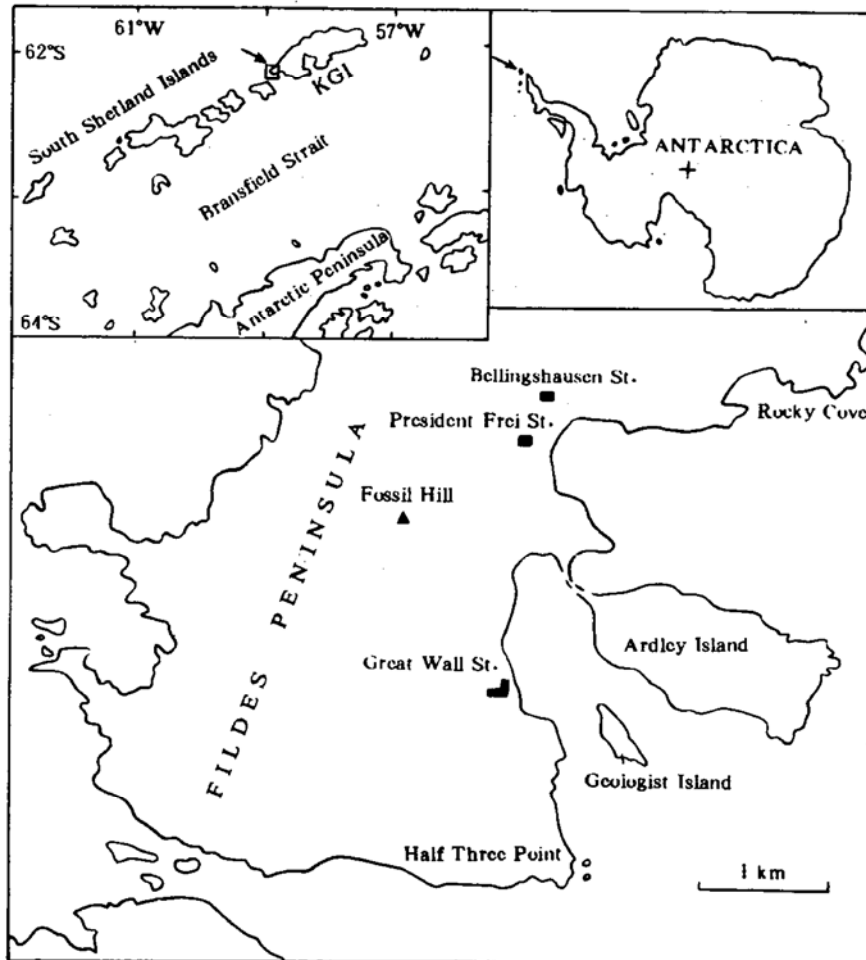 61°W
57°W
62°S
South Shetland Islands
KGI
Bransfield Strait
Antarctic Peninsula
64°S
ANTARCTICA
Bellingshausen St.
Rocky Cove
President Frei St.
Fossil Hill
FILDES PENINSULA
Ardley Island
Great Wall St.
Geologist Island
Half Three Point
1 km